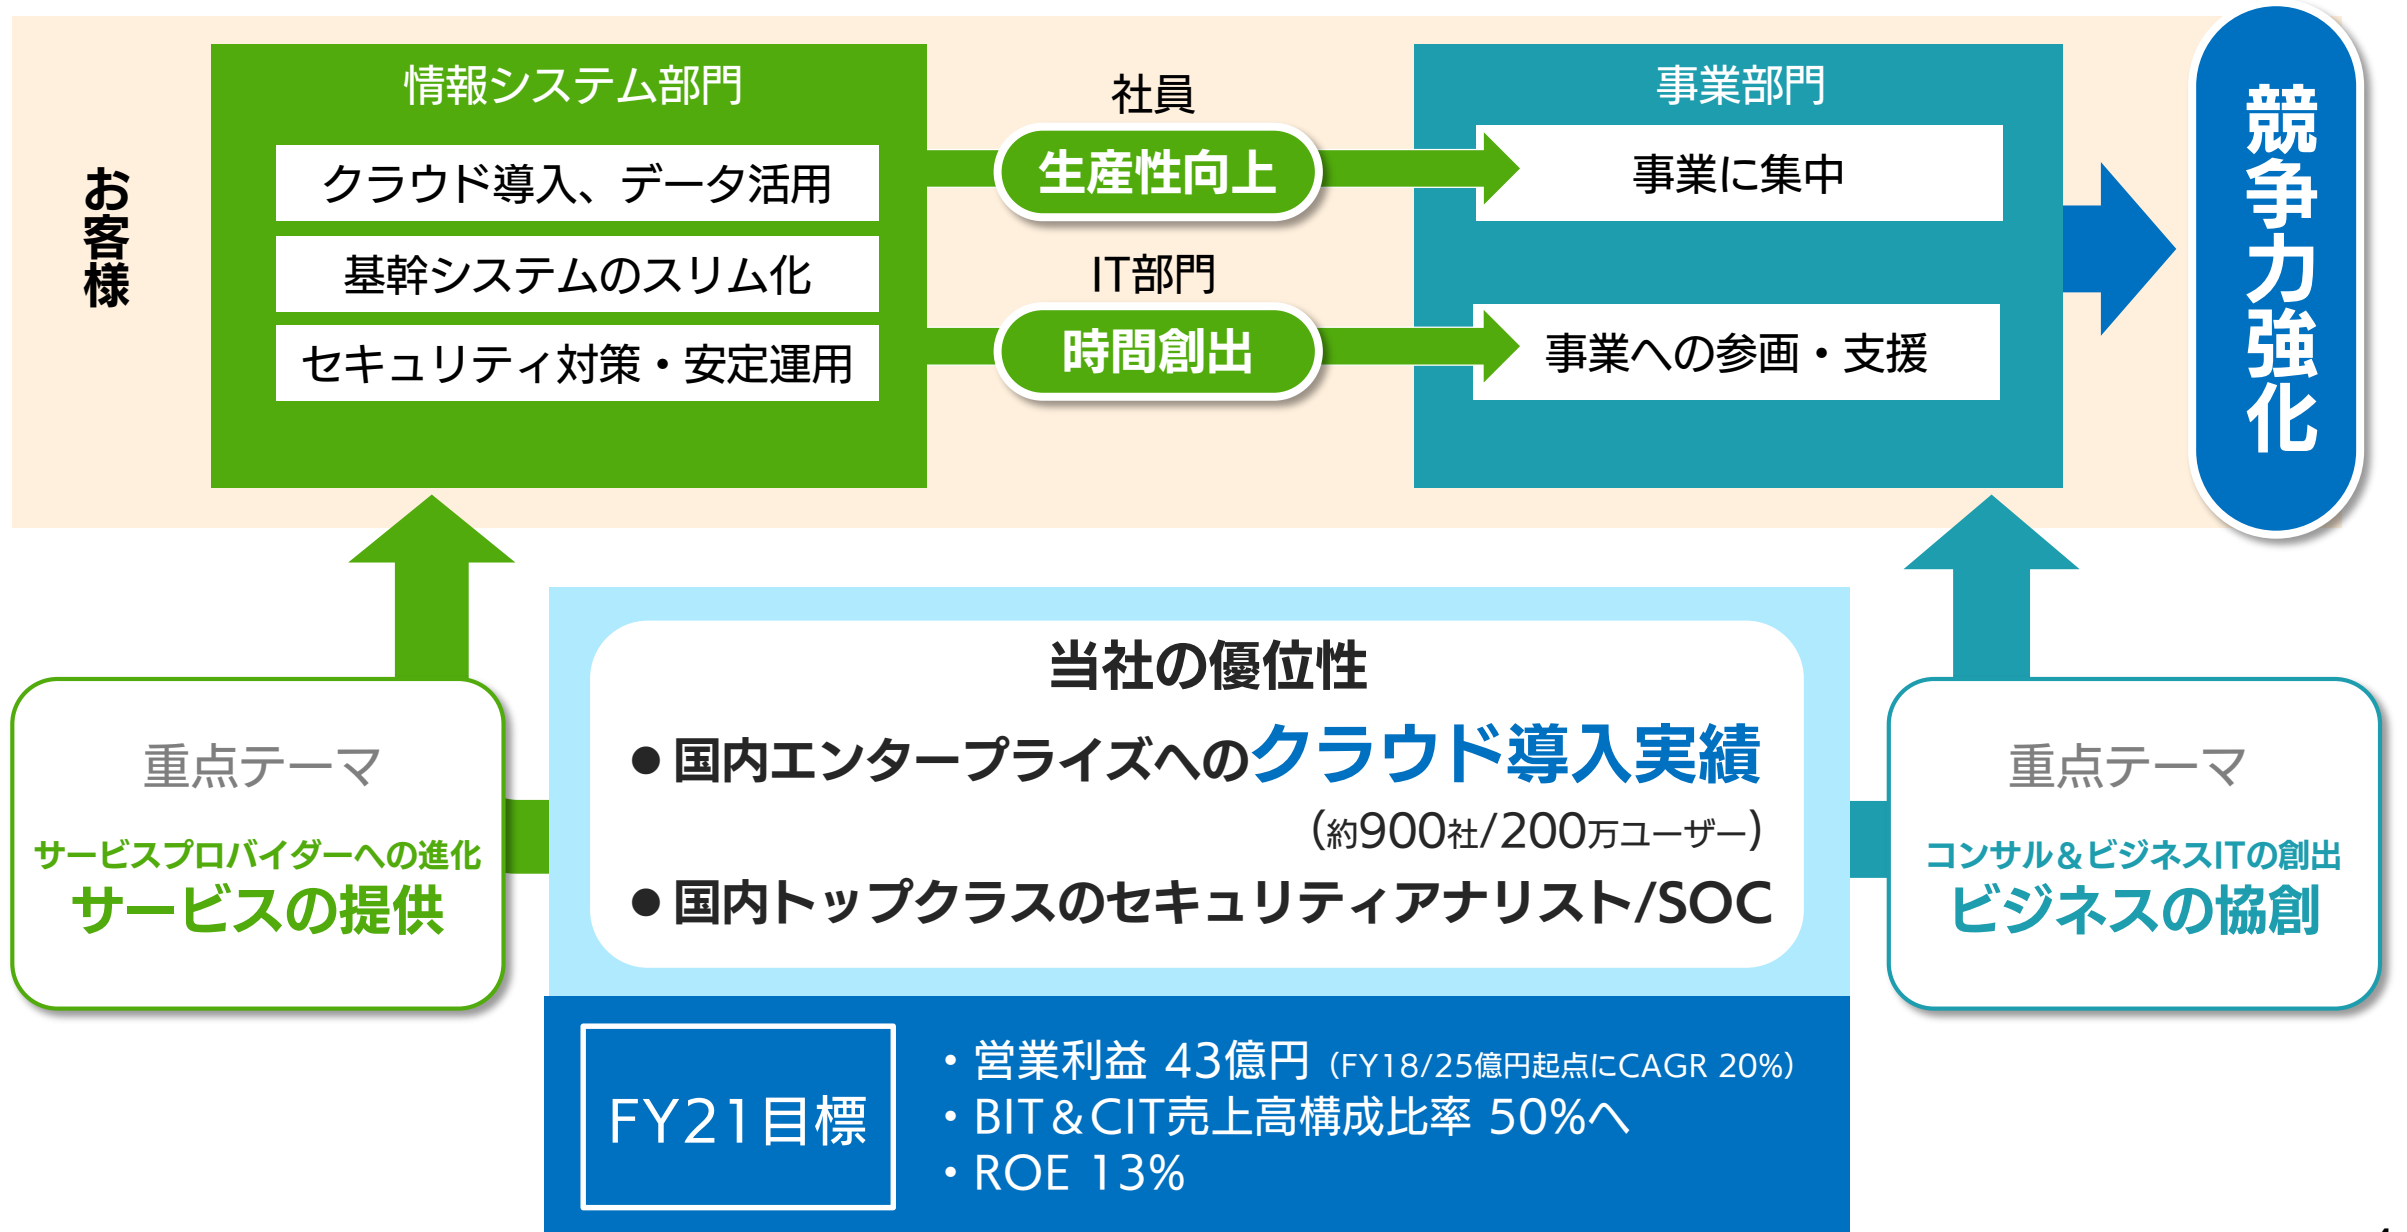 お客様
情報システム部門
クラウド導入、データ活用
基幹システムのスリム化
セキュリティ対策・安定運用
社員
生産性向上
IT部門
時間創出
事業部門
事業に集中
事業への参画・支援
競争力強化
重点テーマ
サービスプロバイダーへの進化
サービスの提供
当社の優位性
● 国内エンタープライズへのクラウド導入実績
(約900社/200万ユーザー)
● 国内トップクラスのセキュリティアナリスト/SOC
重点テーマ
コンサル＆ビジネスITの創出
ビジネスの協創
FY21目標
・営業利益 43億円（FY18/25億円起点にCAGR 20%）
・BIT＆CIT売上高構成比率 50%へ
・ROE 13%